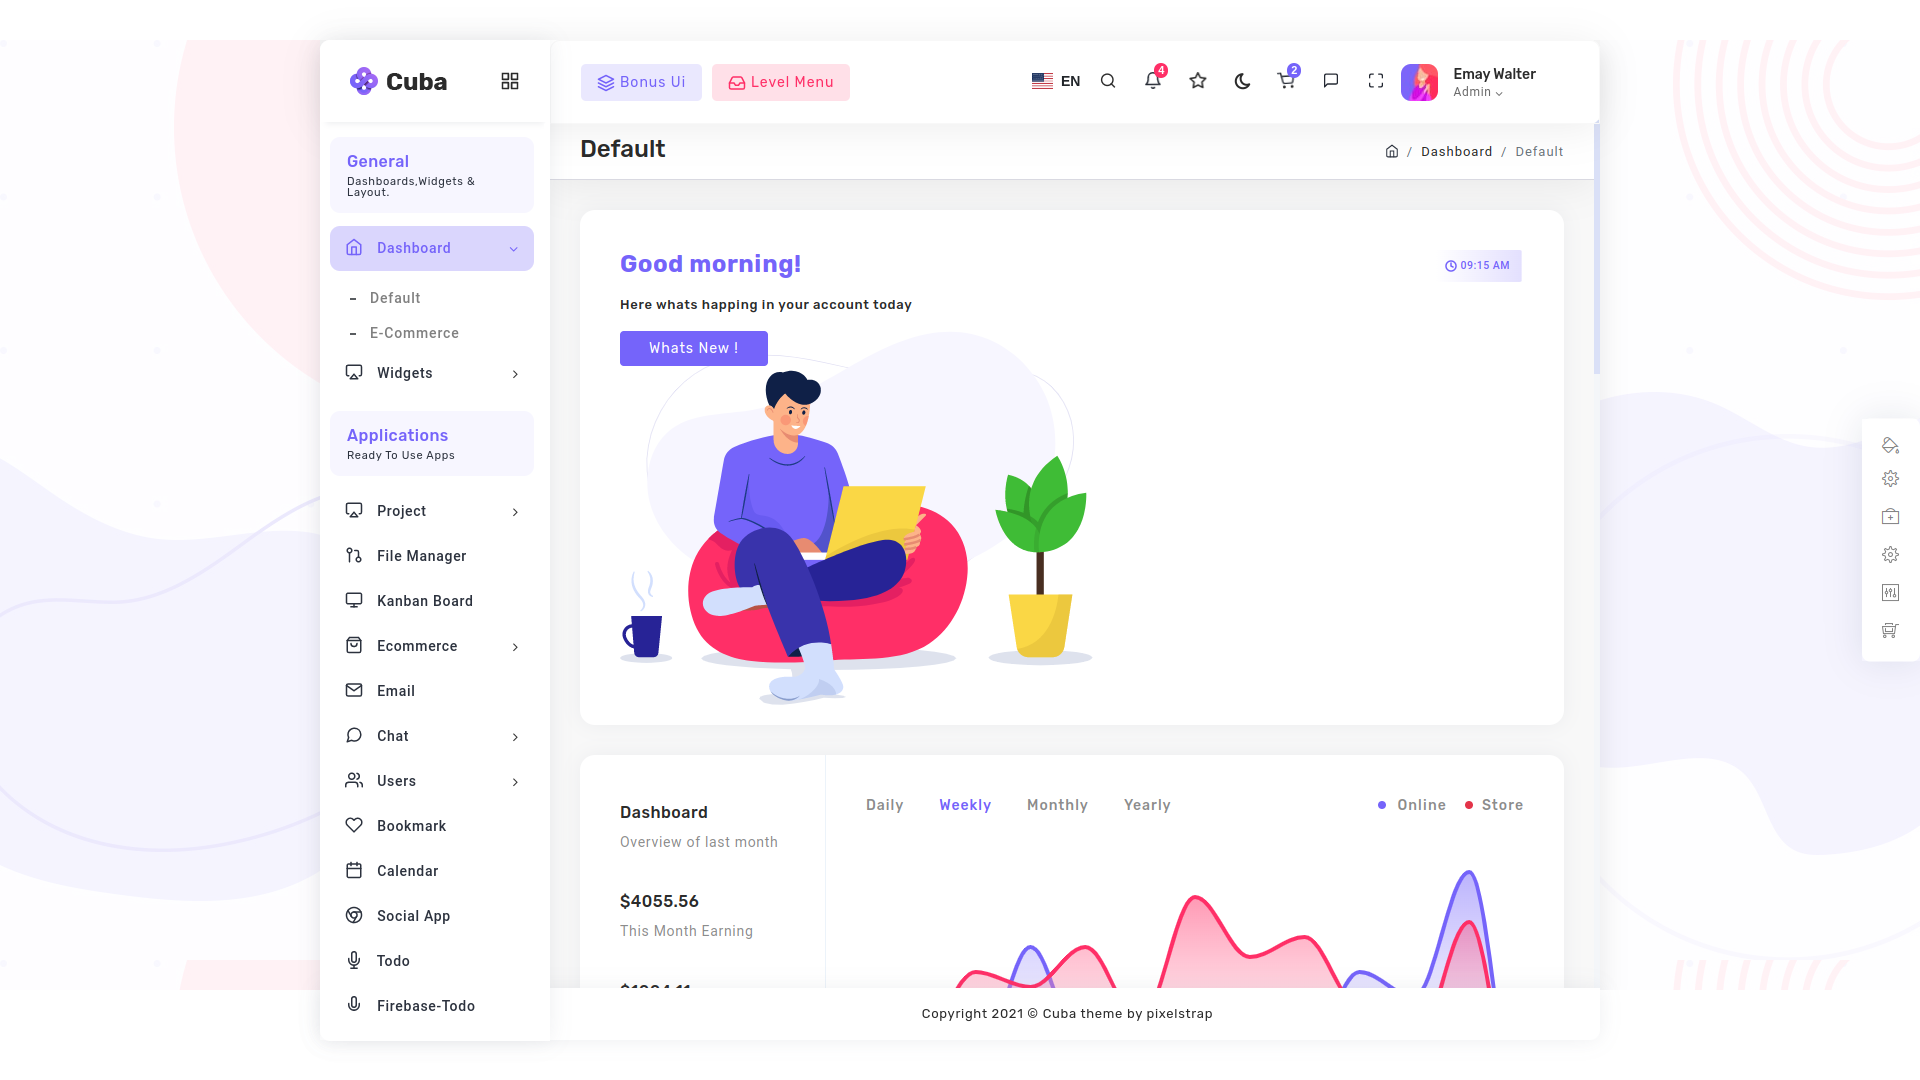 Cuba
Bonus Ui
Level Menu
EN
4
2
Emay Walter
Admin
General
Dashboards,Widgets &
Layout.
Dashboard
Default
E-Commerce
Widgets
Applications
Ready To Use Apps
Project
File Manager
Kanban Board
Ecommerce
Email
Chat
Users
Bookmark
Calendar
Social App
Todo
Firebase-Todo
Default
/ Dashboard / Default
Good morning!
09:15 AM
Here whats happing in your account today
Whats New !
Dashboard
Overview of last month
$4055.56
This Month Earning
Daily
Weekly
Monthly
Yearly
Online
Store
Copyright 2021 © Cuba theme by pixelstrap